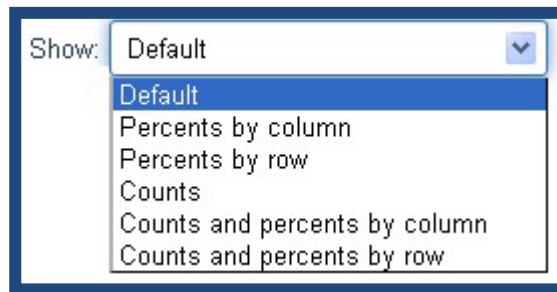 Show: Default
Default
Percents by column
Percents by row
Counts
Counts and percents by column
Counts and percents by row